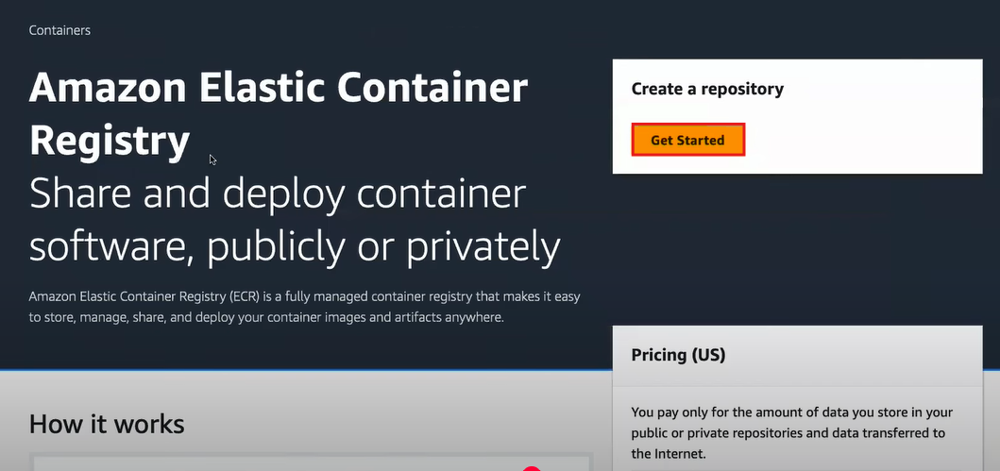 Containers
Amazon Elastic Container
Registry
Share and deploy container
software, publicly or privately
Amazon Elastic Container Registry (ECR) is a fully managed container registry that makes it easy
to store, manage, share, and deploy your container images and artifacts anywhere.
Create a repository
Get Started
How it works
Pricing (US)
You pay only for the amount of data you store in your
public or private repositories and data transferred to
the Internet.